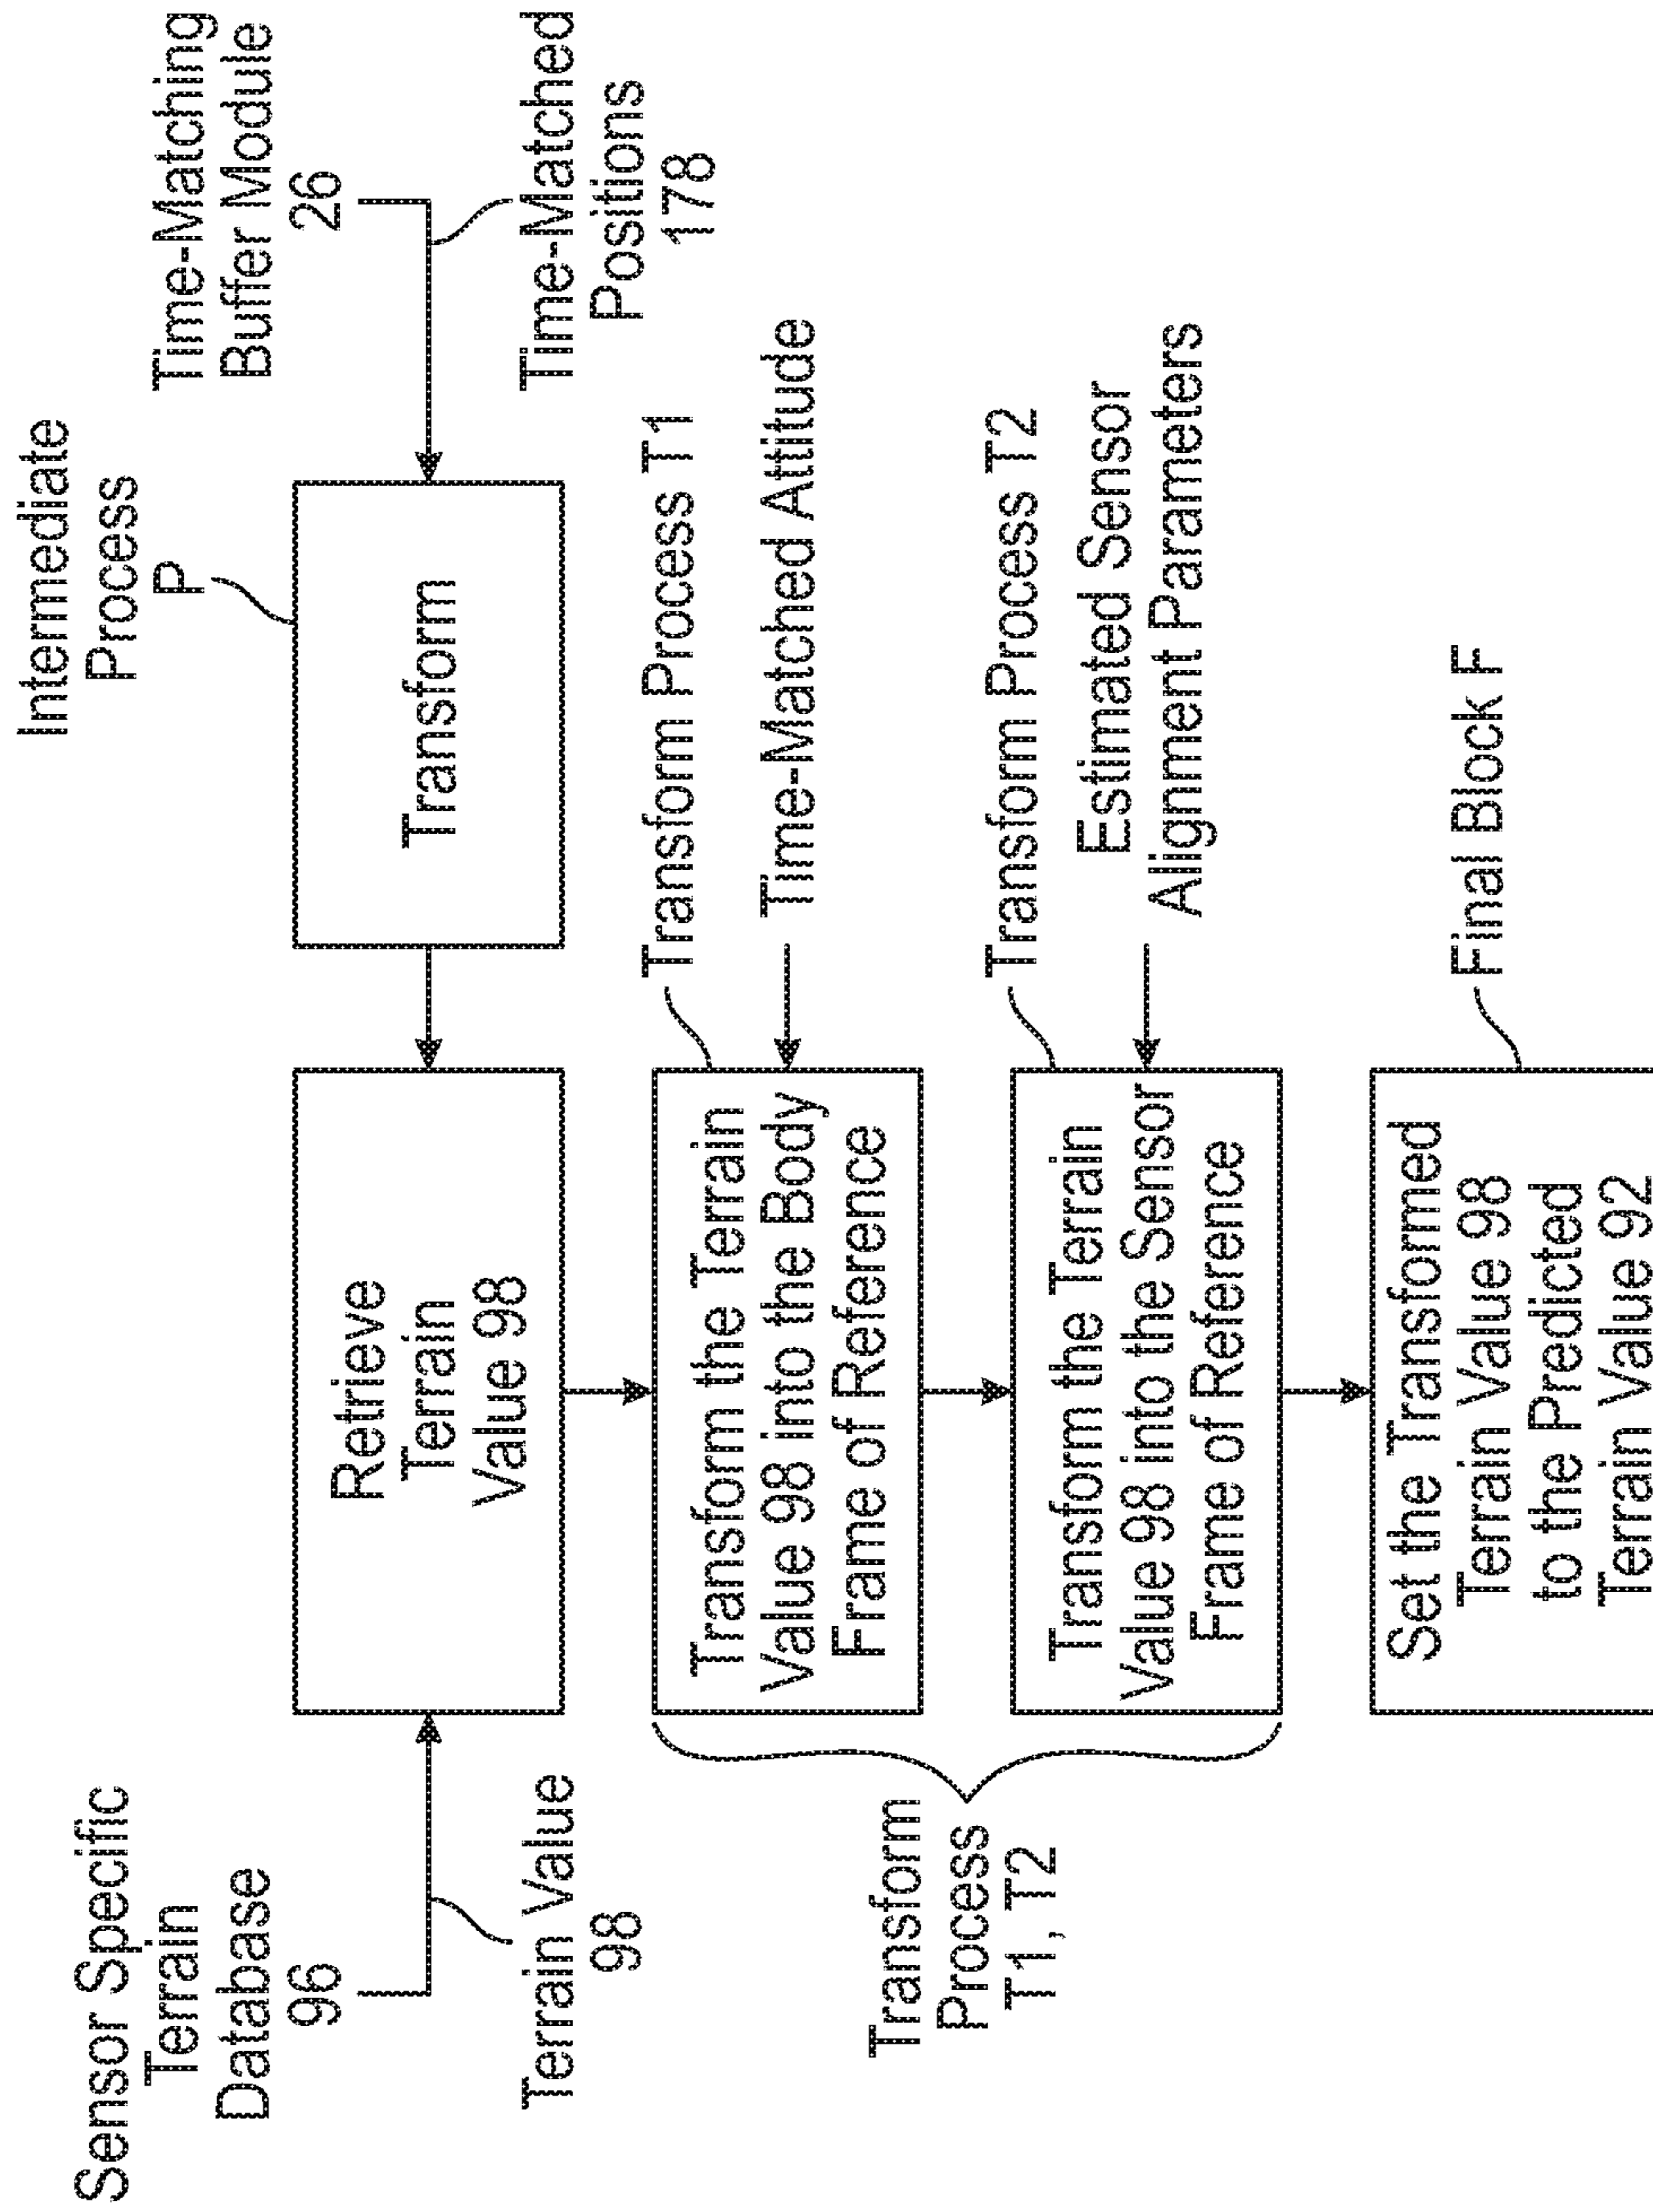 Sensor Specific
Terrain
Database
96
Terrain Value
98
Intermediate
Process
P
Time-Matching
Buffer Module
26
Time-Matched
Positions
178
Transform
Retrieve
Terrain
Value 98
Transform Process T1
Time-Matched Attitude
Transform the Terrain
Value 98 into the Body
Frame of Reference
Transform
Process
T1, T2
Transform Process T2
Estimated Sensor
Alignment Parameters
Transform the Terrain
Value 98 into the Sensor
Frame of Reference
Final Block F
Set the Transformed
Terrain Value 98
to the Predicted
Terrain Value 92